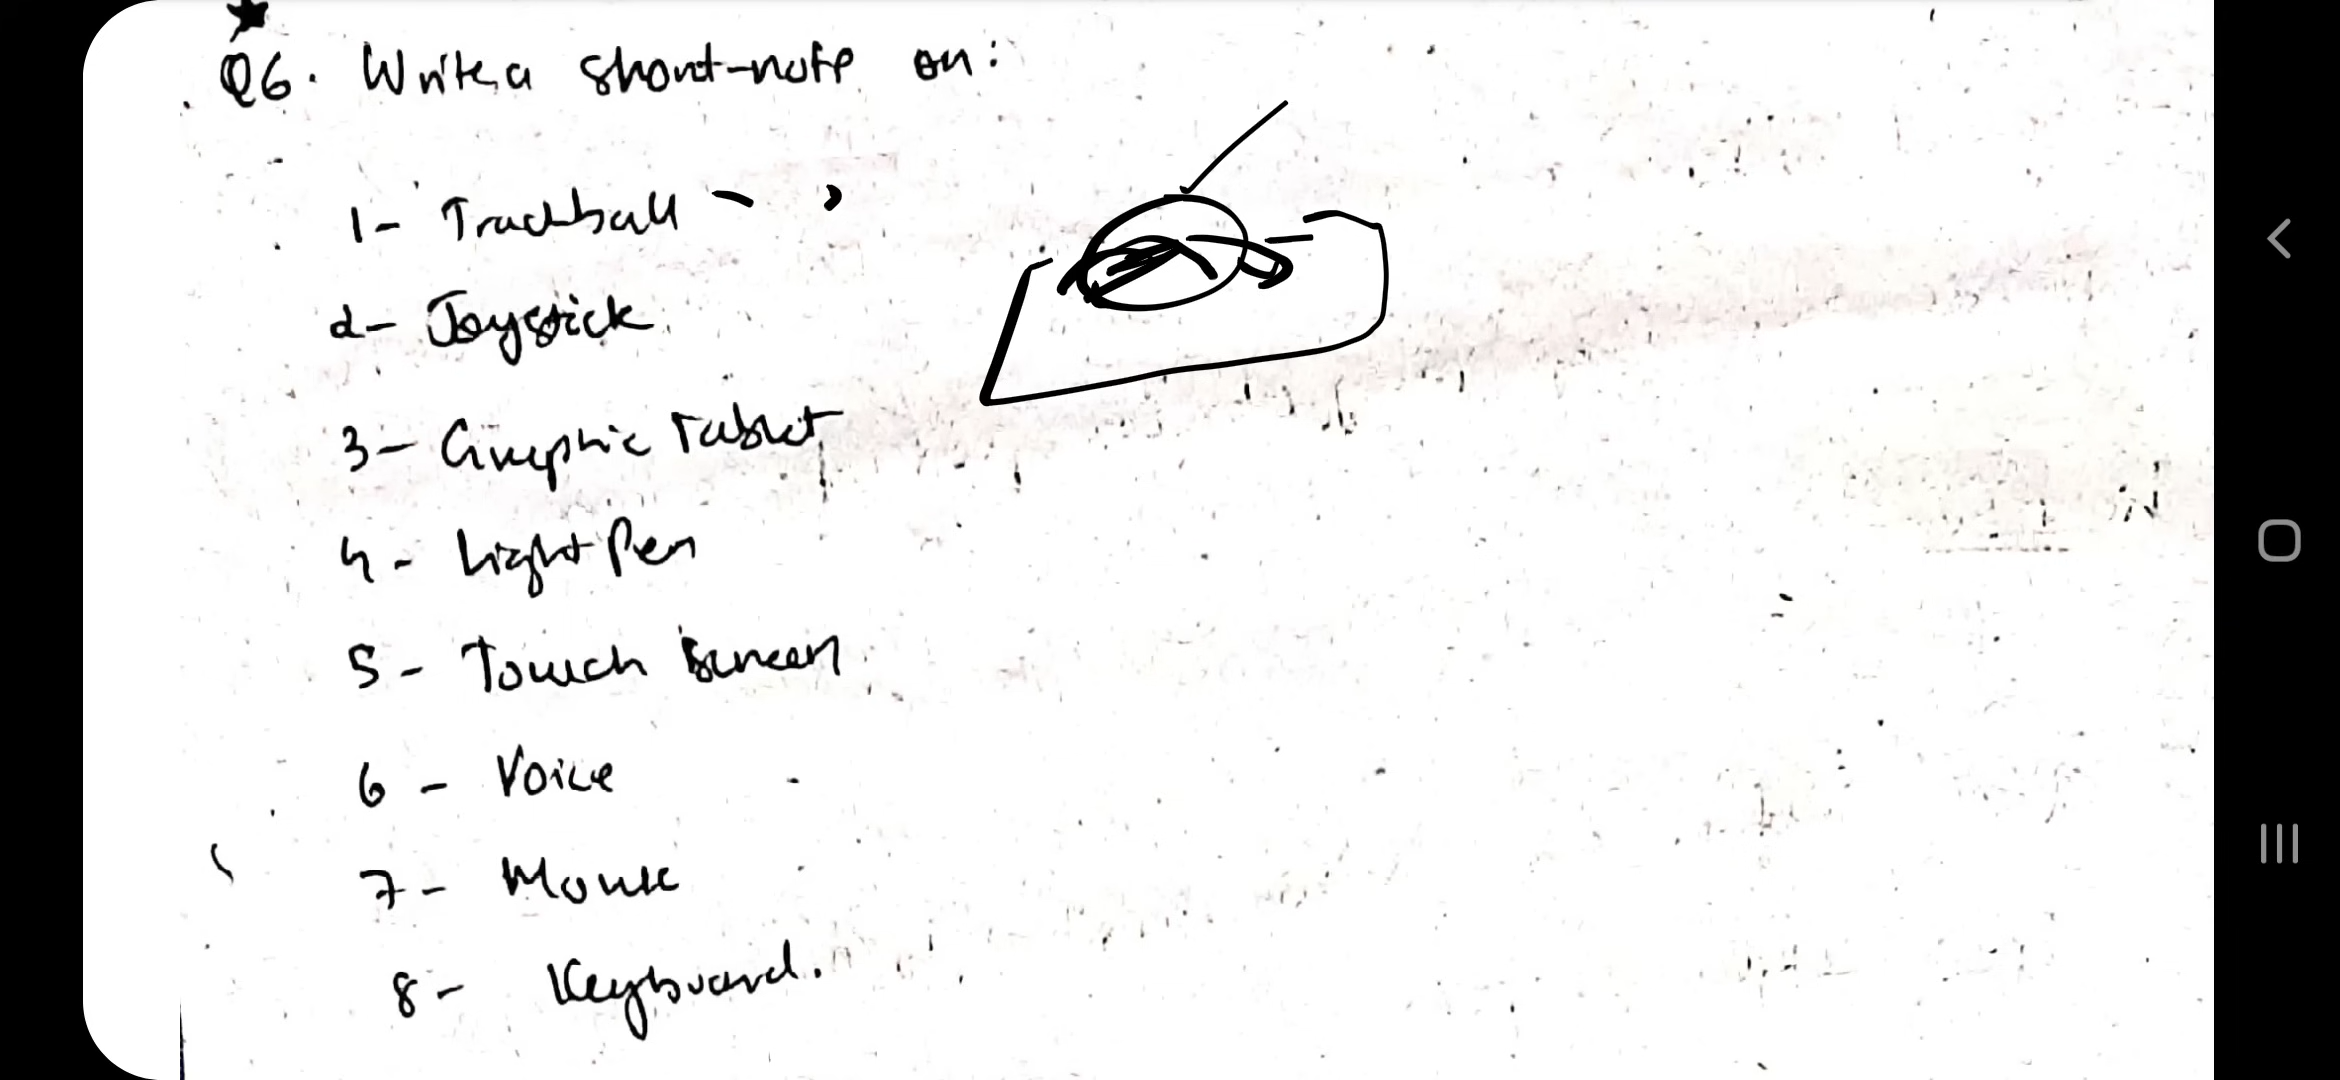 Q6. Write a short-note on:
1- Trackball -
2- Joystick
3- Graphic Tablet
4- Light Pen
5- Touch Screen
6- Voice
7- Mouse
8- Keyboard.